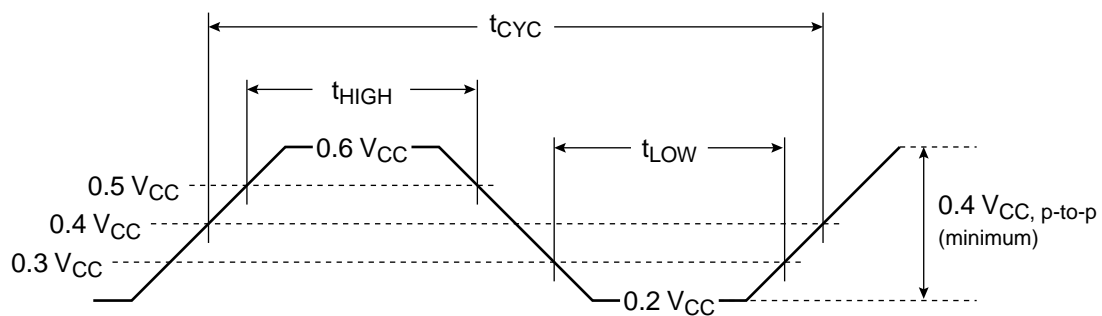 tCYC
tHIGH
0.6 VCC
tLOW
0.5 VCC
0.4 VCC
0.4 VCC, p-to-p
(minimum)
0.3 VCC
0.2 VCC